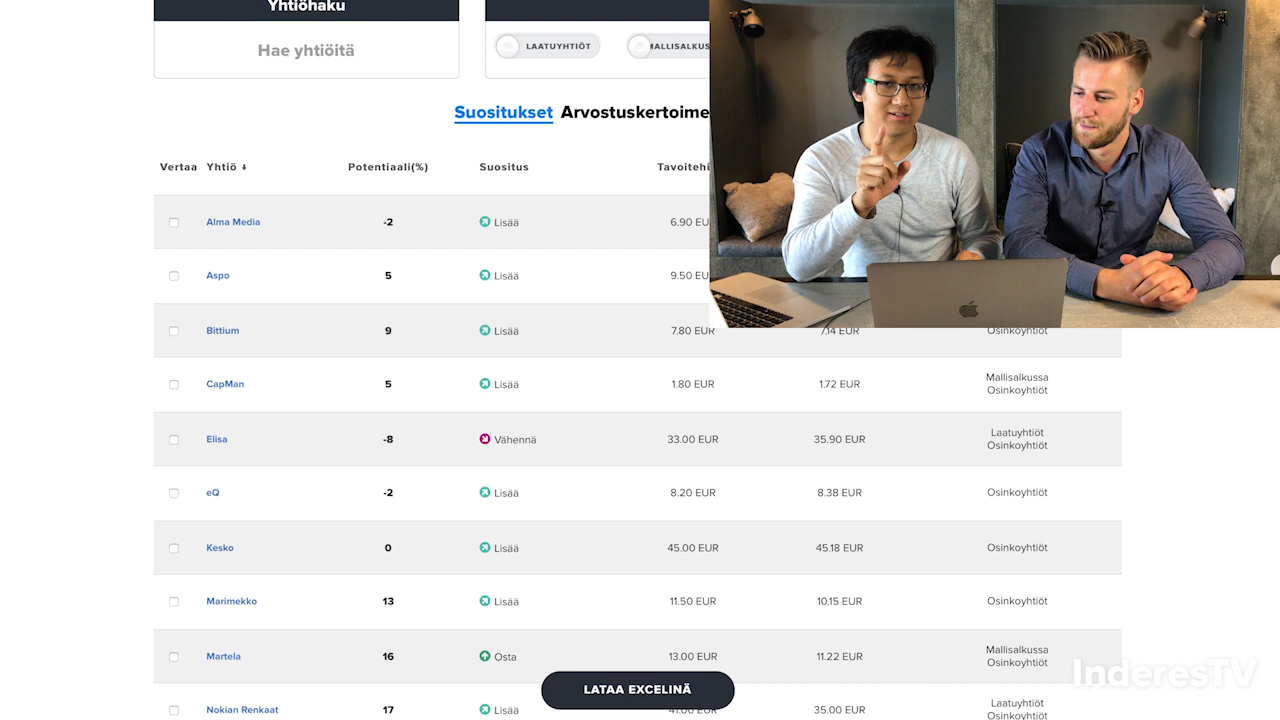 Yhtiöhaku
Hae yhtiöitä
LAATUYHTIÖT
MALLISALKUS
Suositukset Arvostuskertoime
Vertaa Yhtiö Potentiaali(%) Suositus Tavoitehi
Alma Media -2 Lisää 6.90 EU
Aspo 5 Lisää 9.50 EU
Bittium 9 Lisää 7.80 EUR 7.14 EUR Osinkoyhtiöt
CapMan 5 Lisää 1.80 EUR 1.72 EUR Mallisalkussa
Osinkoyhtiöt
Elisa -8 Vähennä 33.00 EUR 35.90 EUR Laatuyhtiöt
Osinkoyhtiöt
eQ -2 Lisää 8.20 EUR 8.38 EUR Osinkoyhtiöt
Kesko 0 Lisää 45.00 EUR 45.18 EUR Osinkoyhtiöt
Marimekko 13 Lisää 11.50 EUR 10.15 EUR Osinkoyhtiöt
Martela 16 Osta 13.00 EUR 11.22 EUR Mallisalkussa
Osinkoyhtiöt
LATAA EXCELINÄ
InderesTV
Nokian Renkaat 17 Lisää 41.00 EUR 35.00 EUR Laatuyhtiöt
Osinkoyhtiöt